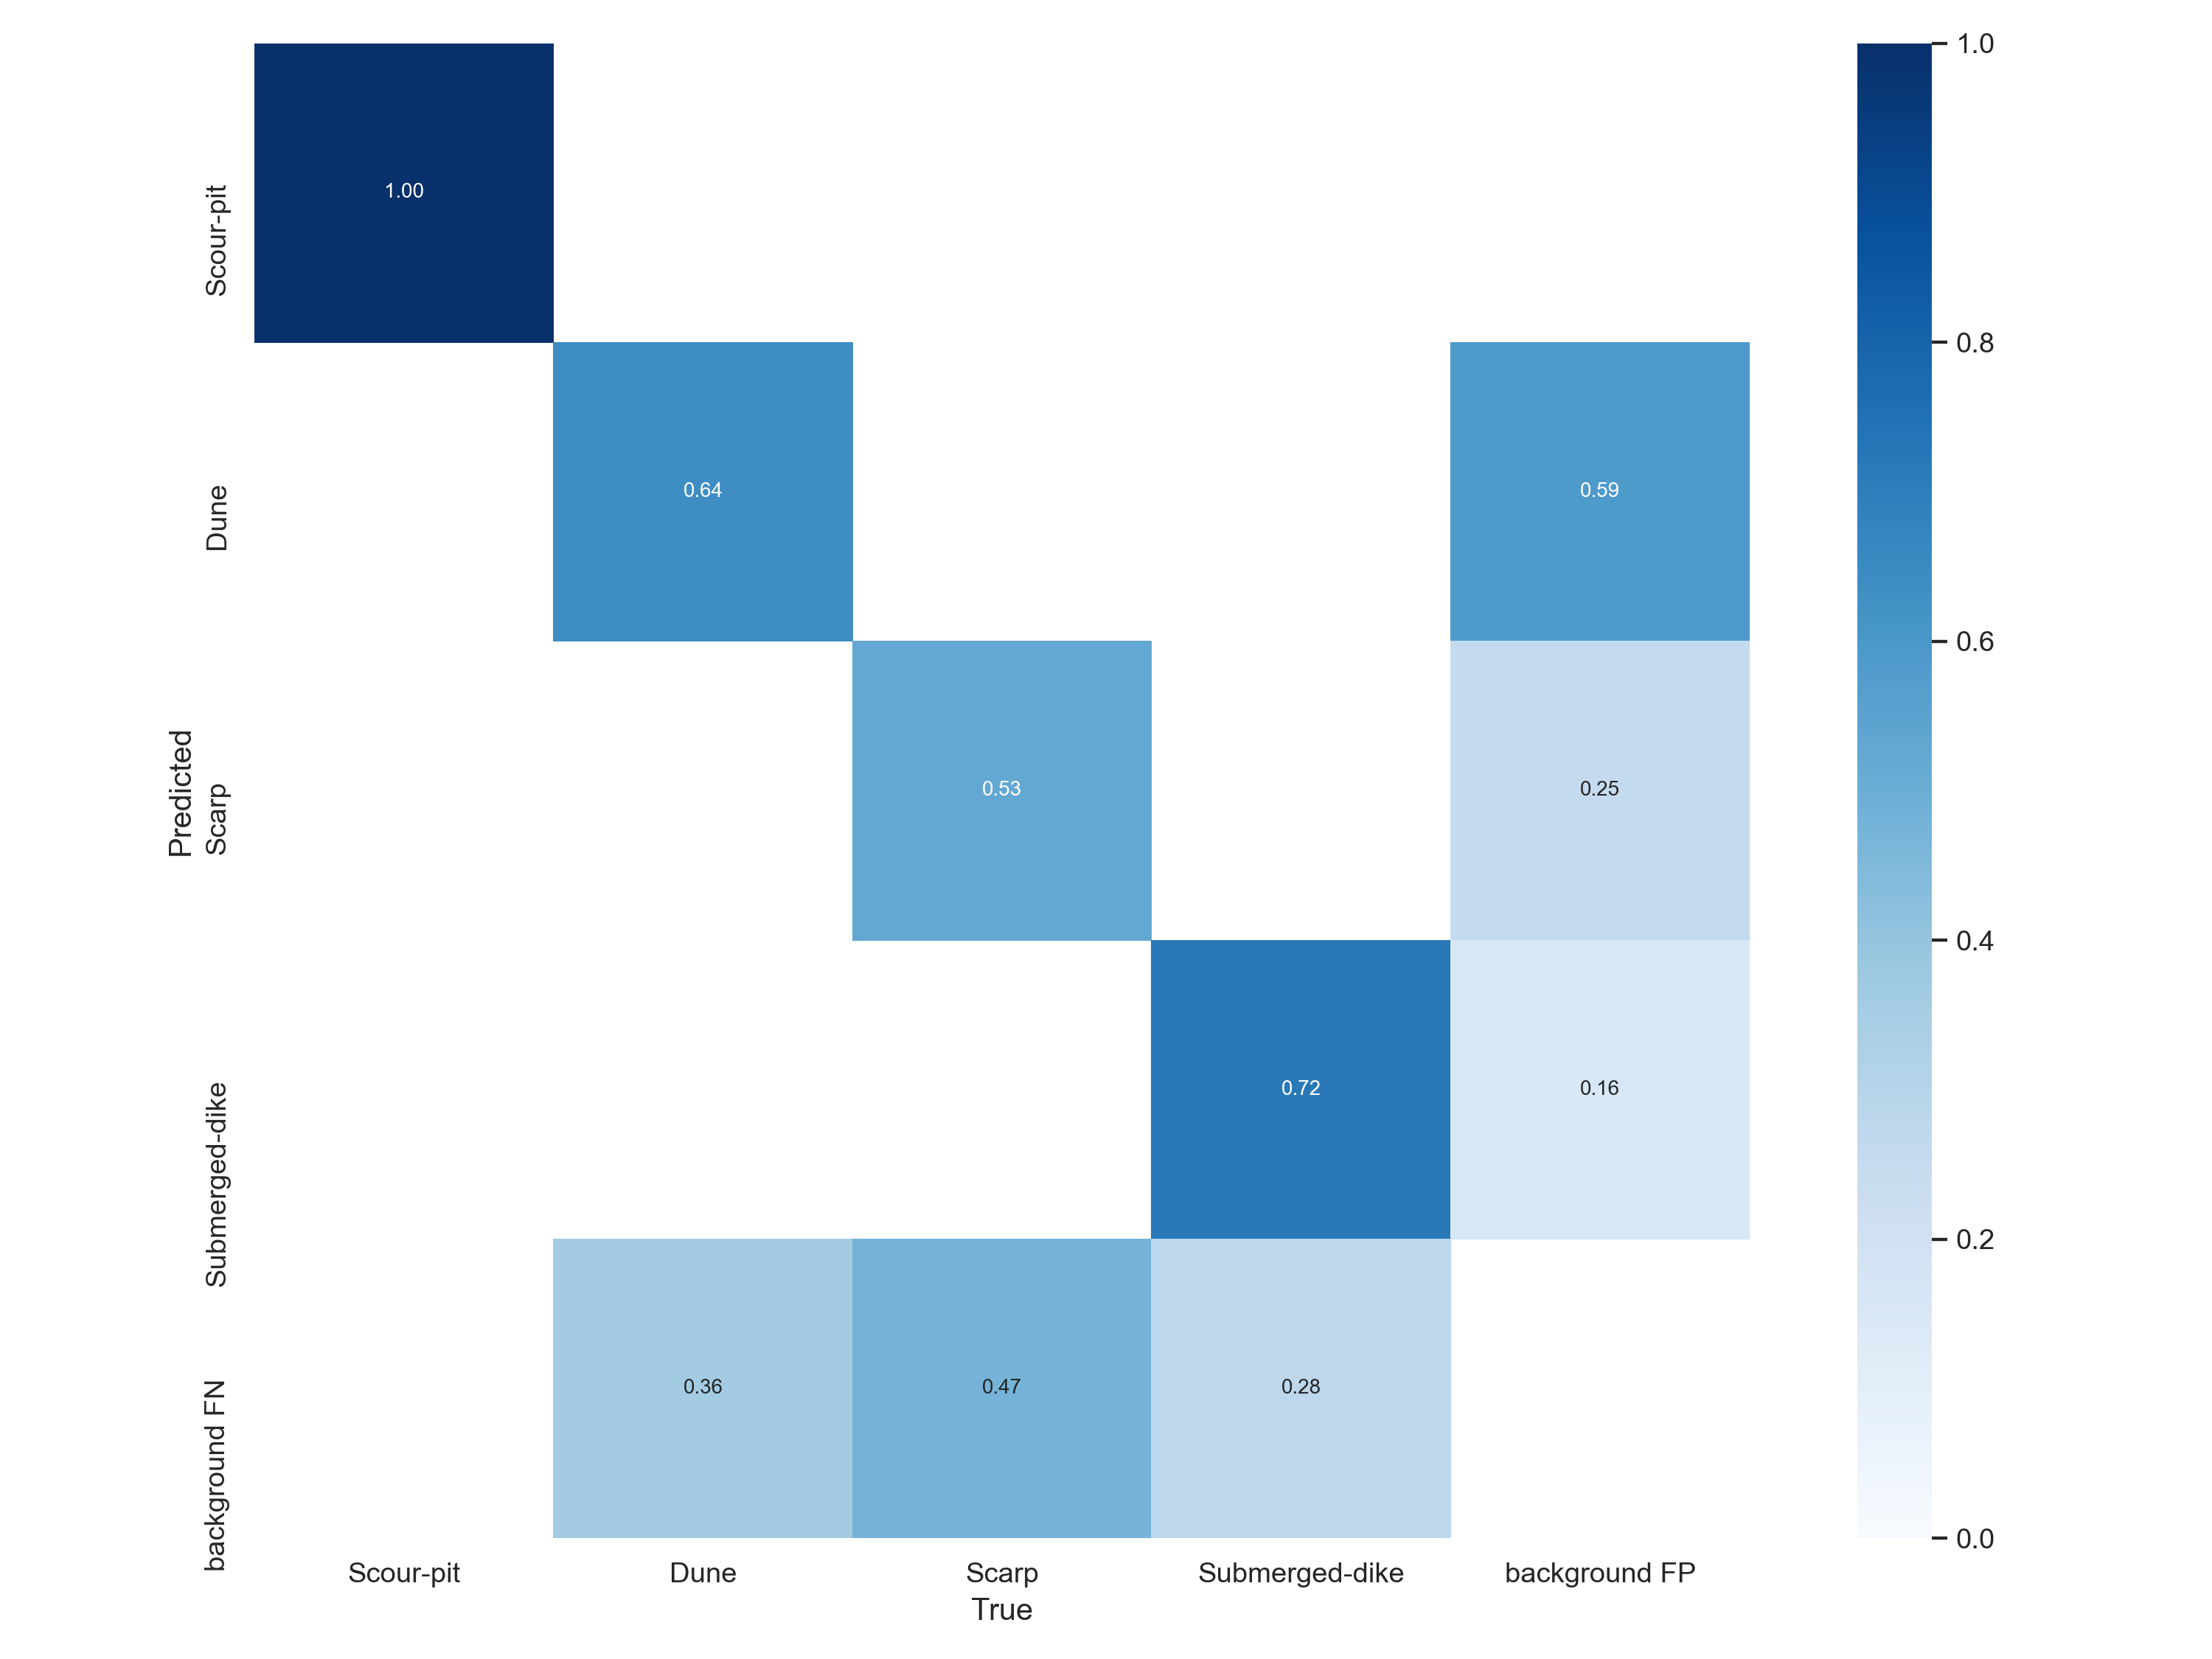 1.0
1.00
Scour-pit
0.8
0.64
0.59
Dune
0.6
Predicted
0.53
0.25
Scarp
0.4
0.72
0.16
Submerged-dike
0.2
0.36
0.47
0.28
background FN
0.0
Scour-pit Dune Scarp Submerged-dike background FP
True